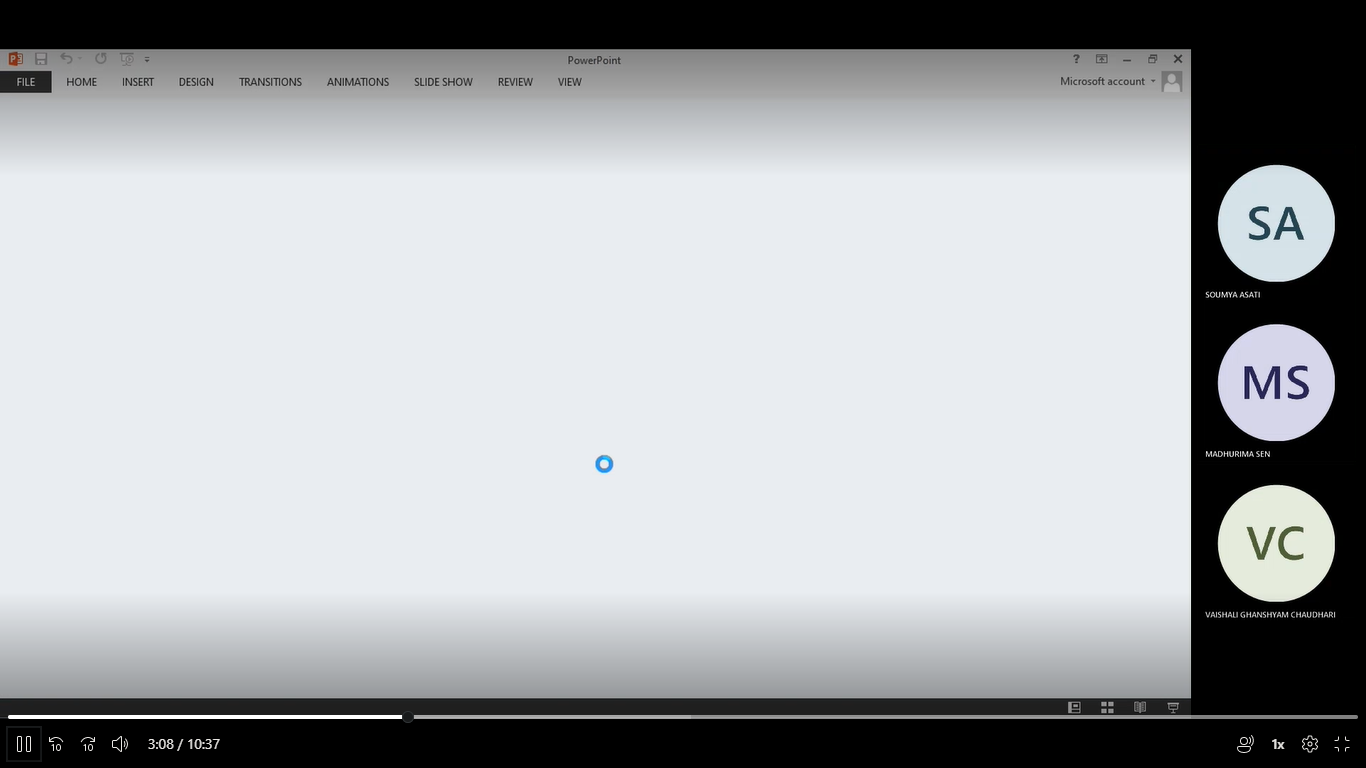 PowerPoint
?
FILE HOME INSERT DESIGN TRANSITIONS ANIMATIONS SLIDE SHOW REVIEW VIEW
Microsoft account
SA
SOUMYA ASATI
MS
MADHURIMA SEN
VC
VAISHALI GHANSHYAM CHAUDHARI
10 10 3:08 / 10:37 1x